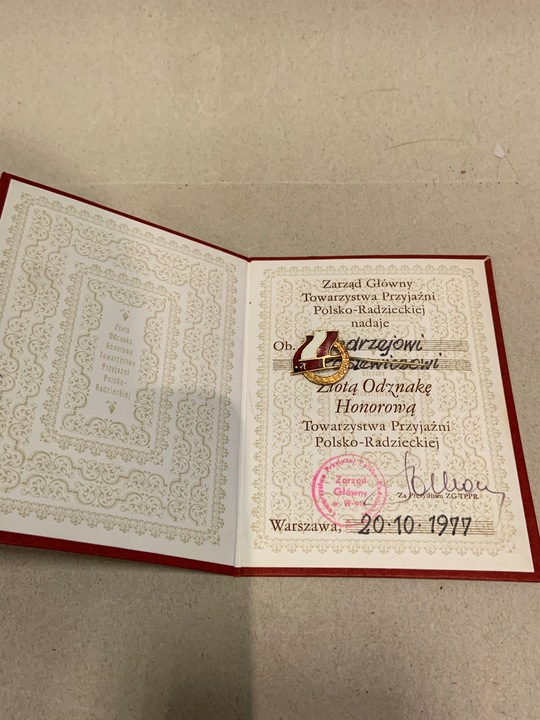 Złota
Odznaka
Honorowa
Towarzystwa
Przyjaźni
Polsko-
Radzieckiej
Zarząd Główny
Towarzystwa Przyjaźni
Polsko-Radzieckiej
nadaje
Ob.
Złotą Odznakę
Honorową
Towarzystwa Przyjaźni
Polsko-Radzieckiej
Zarząd
Główny
Za Prezydium ZG TPPR
Warszawa, 20.10.1977